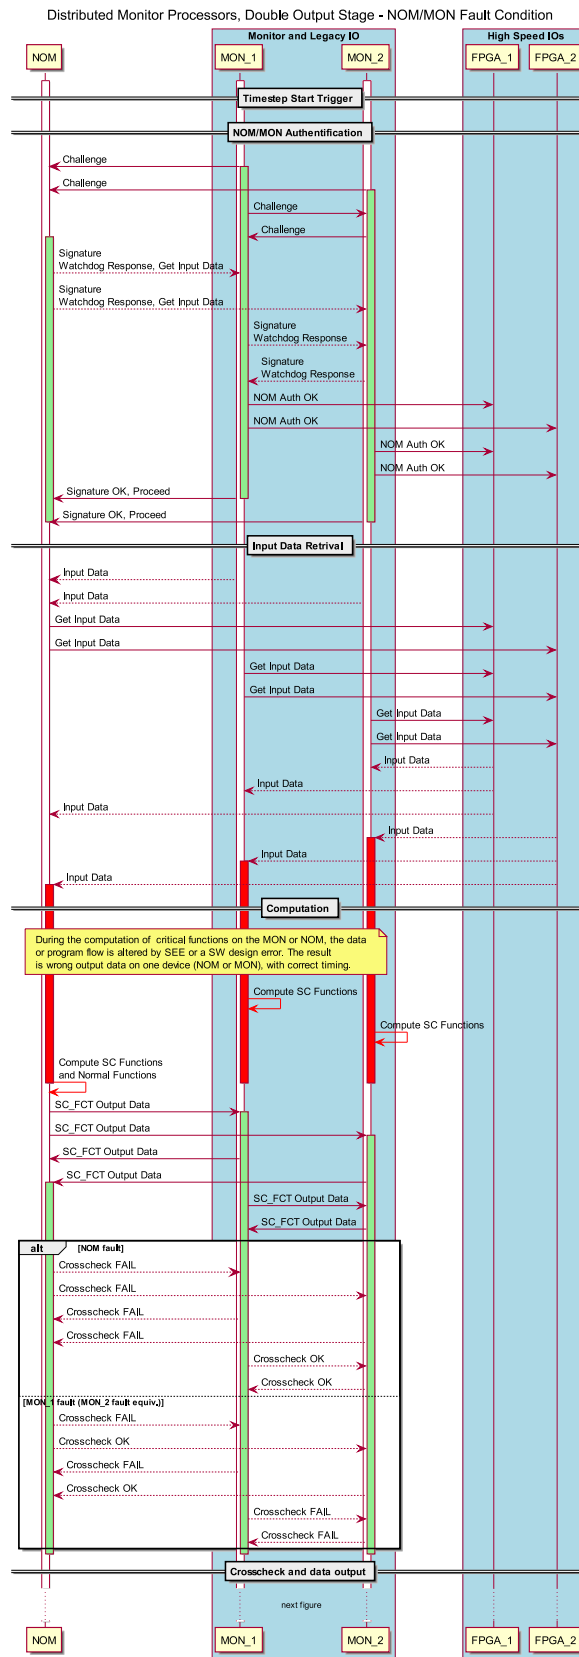 Distributed Monitor Processors, Double Output Stage - NOM/MON Fault Condition
Monitor and Legacy IO
High Speed IOs
NOM
MON_1
MON_2
FPGA_1
FPGA_2
Timestep Start Trigger
NOM/MON Authentification
Challenge
Challenge
Challenge
Challenge
Signature
Watchdog Response, Get Input Data
Signature
Watchdog Response, Get Input Data
Signature
Watchdog Response
Signature
Watchdog Response
NOM Auth OK
NOM Auth OK
NOM Auth OK
NOM Auth OK
Signature OK, Proceed
Signature OK, Proceed
Input Data Retrival
Input Data
Input Data
Get Input Data
Get Input Data
Get Input Data
Get Input Data
Get Input Data
Get Input Data
Input Data
Input Data
Input Data
Input Data
Input Data
Input Data
Computation
During the computation of critical functions on the MON or NOM, the data
or program flow is altered by SEE or a SW design error. The result
is wrong output data on one device (NOM or MON), with correct timing.
Compute SC Functions
Compute SC Functions
Compute SC Functions
and Normal Functions
SC_FCT Output Data
SC_FCT Output Data
SC_FCT Output Data
SC_FCT Output Data
SC_FCT Output Data
SC_FCT Output Data
alt
[NOM fault]
Crosscheck FAIL
Crosscheck FAIL
Crosscheck FAIL
Crosscheck FAIL
Crosscheck OK
Crosscheck OK
[MON_1 fault (MON_2 fault equiv.)]
Crosscheck FAIL
Crosscheck OK
Crosscheck FAIL
Crosscheck OK
Crosscheck FAIL
Crosscheck FAIL
Crosscheck and data output
next figure
NOM
MON_1
MON_2
FPGA_1
FPGA_2